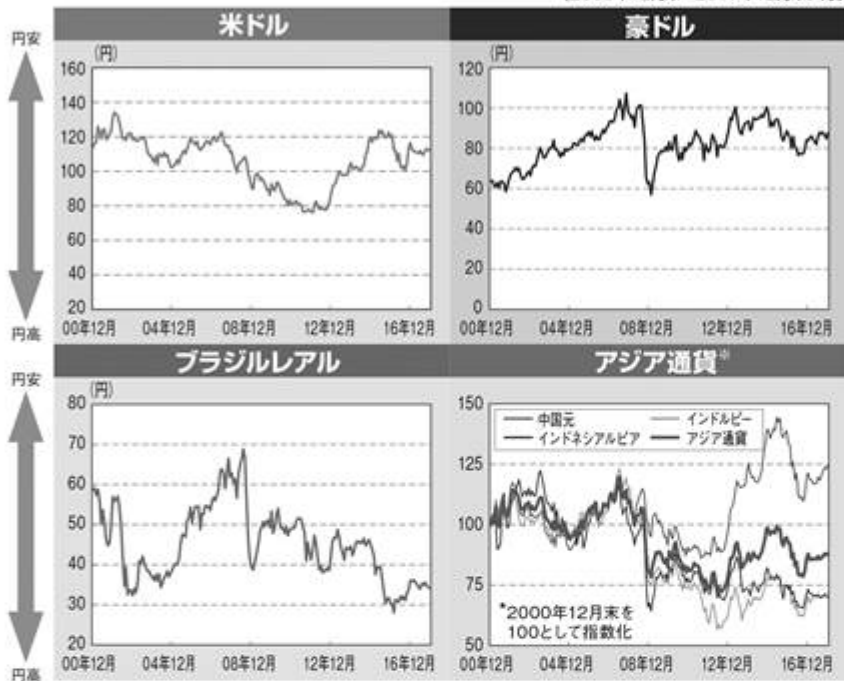 米ドル
豪ドル
円安
円高
(円)
160
140
120
100
80
60
40
20
00年12月 04年12月 08年12月 12年12月 16年12月
(円)
120
100
80
60
40
20
0
00年12月 04年12月 08年12月 12年12月 16年12月
ブラジルレアル
アジア通貨*
円安
円高
(円)
80
70
60
50
40
30
20
00年12月 04年12月 08年12月 12年12月 16年12月
150
125
100
75
50
中国元 インドルピー
インドネシアルピア アジア通貨
*2000年12月末を
100として指数化
00年12月 04年12月 08年12月 12年12月 16年12月